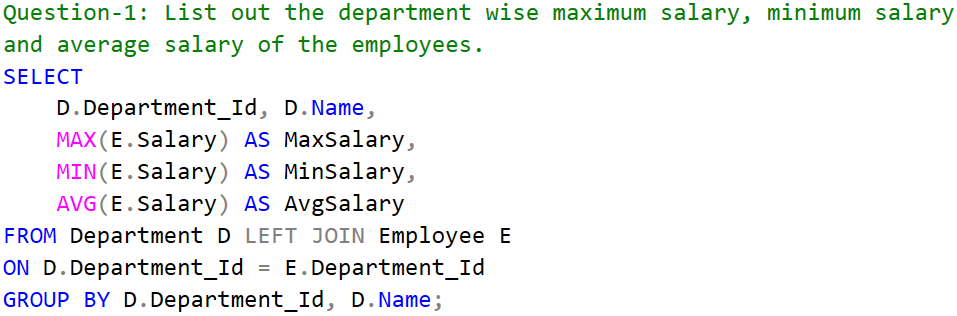 Question-1: List out the department wise maximum salary, minimum salary
and average salary of the employees.
SELECT
    D.Department_Id, D.Name,
    MAX(E.Salary) AS MaxSalary,
    MIN(E.Salary) AS MinSalary,
    AVG(E.Salary) AS AvgSalary
FROM Department D LEFT JOIN Employee E
ON D.Department_Id = E.Department_Id
GROUP BY D.Department_Id, D.Name;